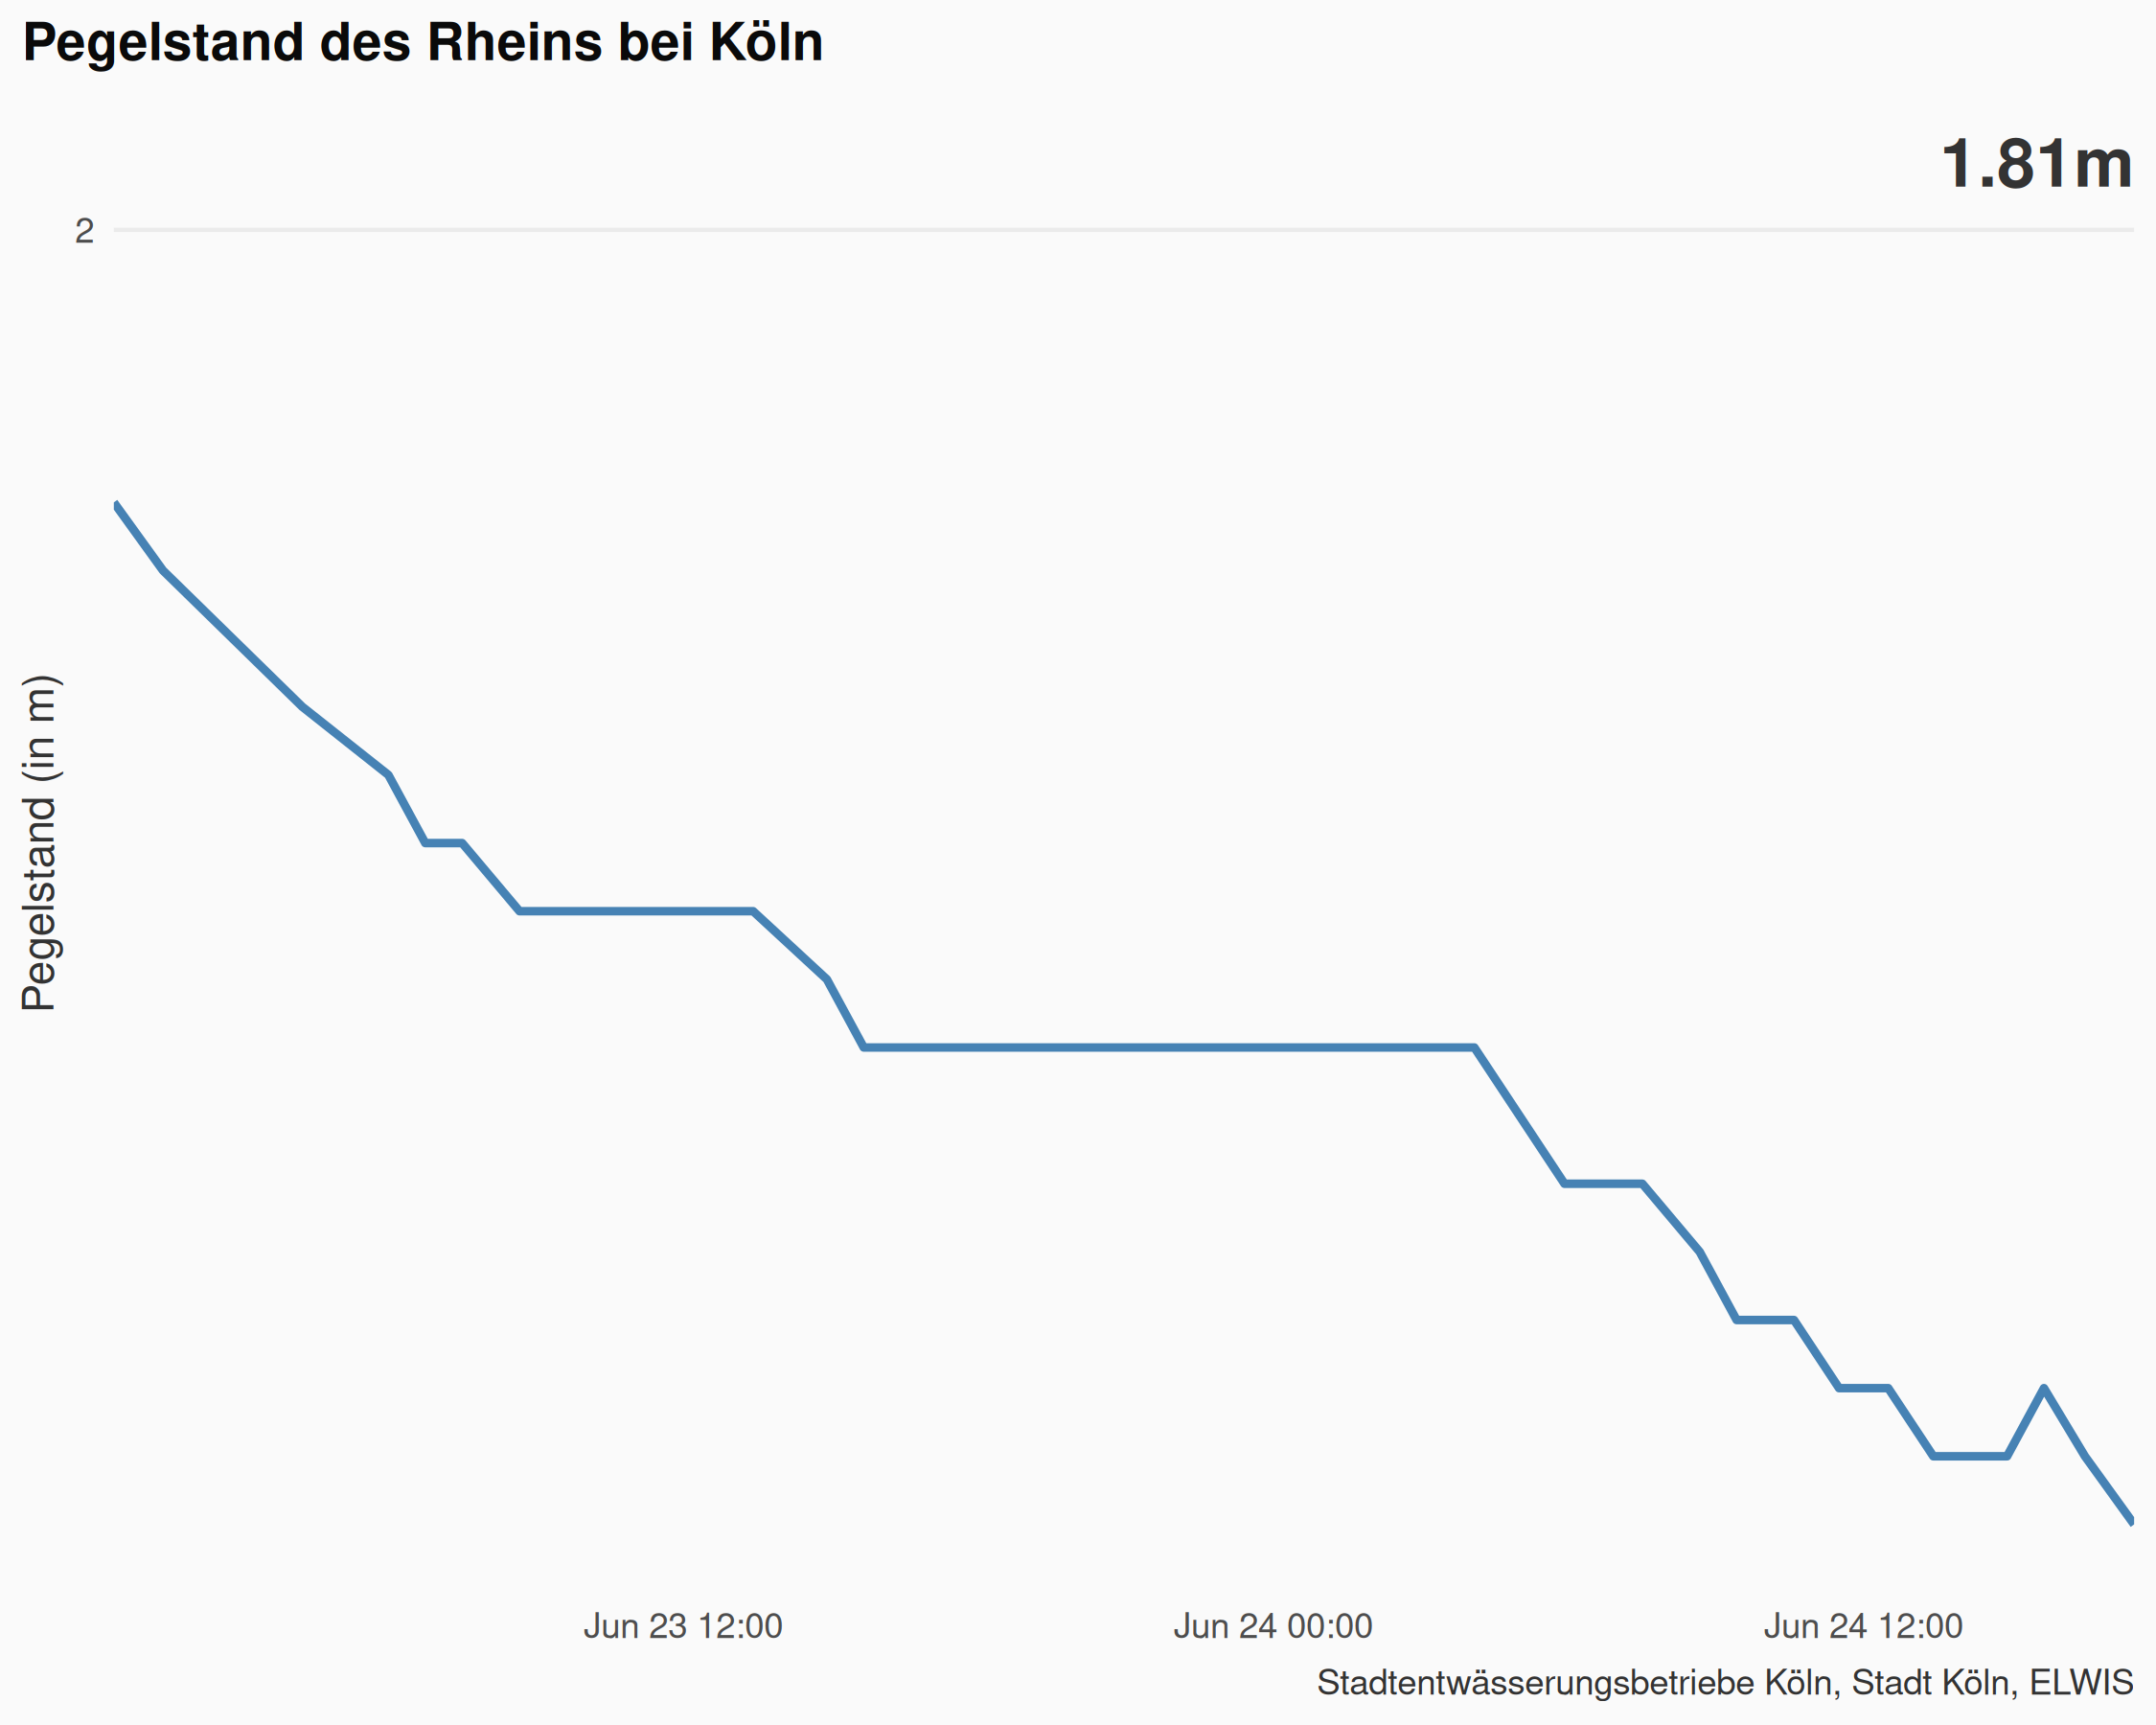 Pegelstand des Rheins bei Köln
1.81m
2
Pegelstand (in m)
Jun 23 12:00
Jun 24 00:00
Jun 24 12:00
Stadtentwässerungsbetriebe Köln, Stadt Köln, ELWIS